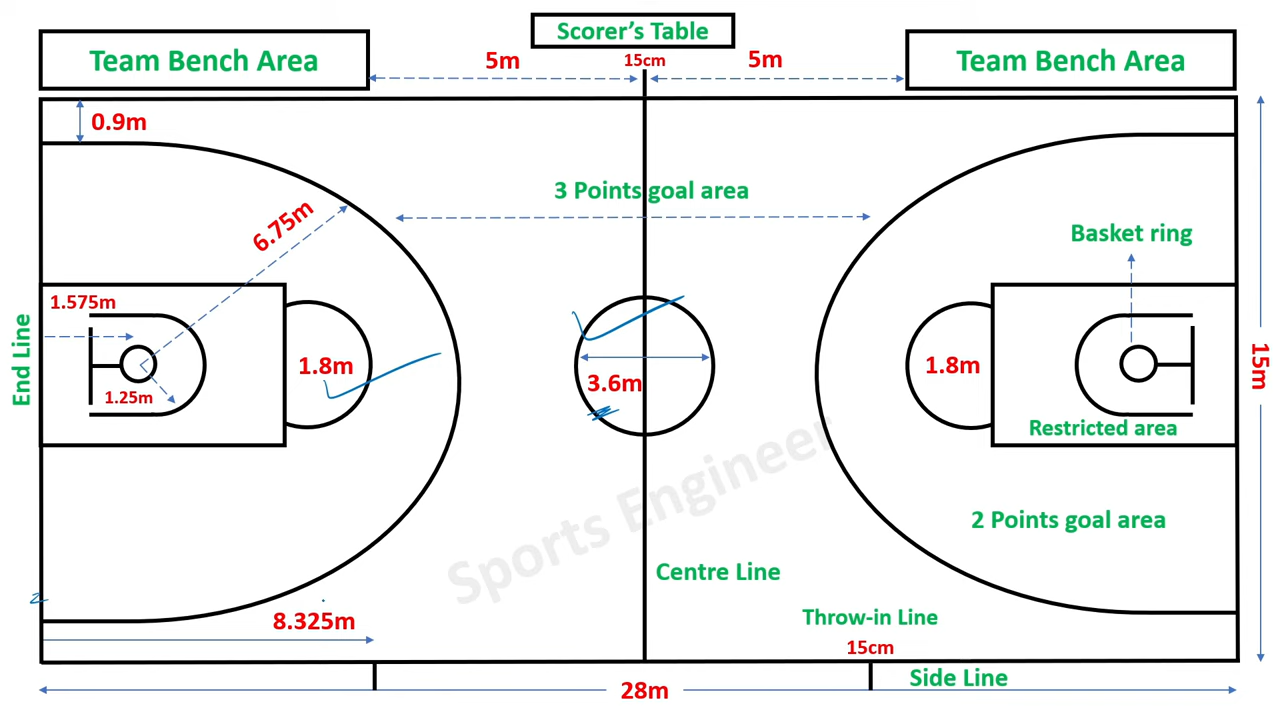 Scorer's Table
Team Bench Area
5m
15cm
5m
Team Bench Area
0.9m
3 Points goal area
6.75m
Basket ring
1.575m
End Line
1.8m
1.25m
3.6m
1.8m
15m
Restricted area
Sports Engineer
2 Points goal area
Centre Line
8.325m
Throw-in Line
15cm
Side Line
28m